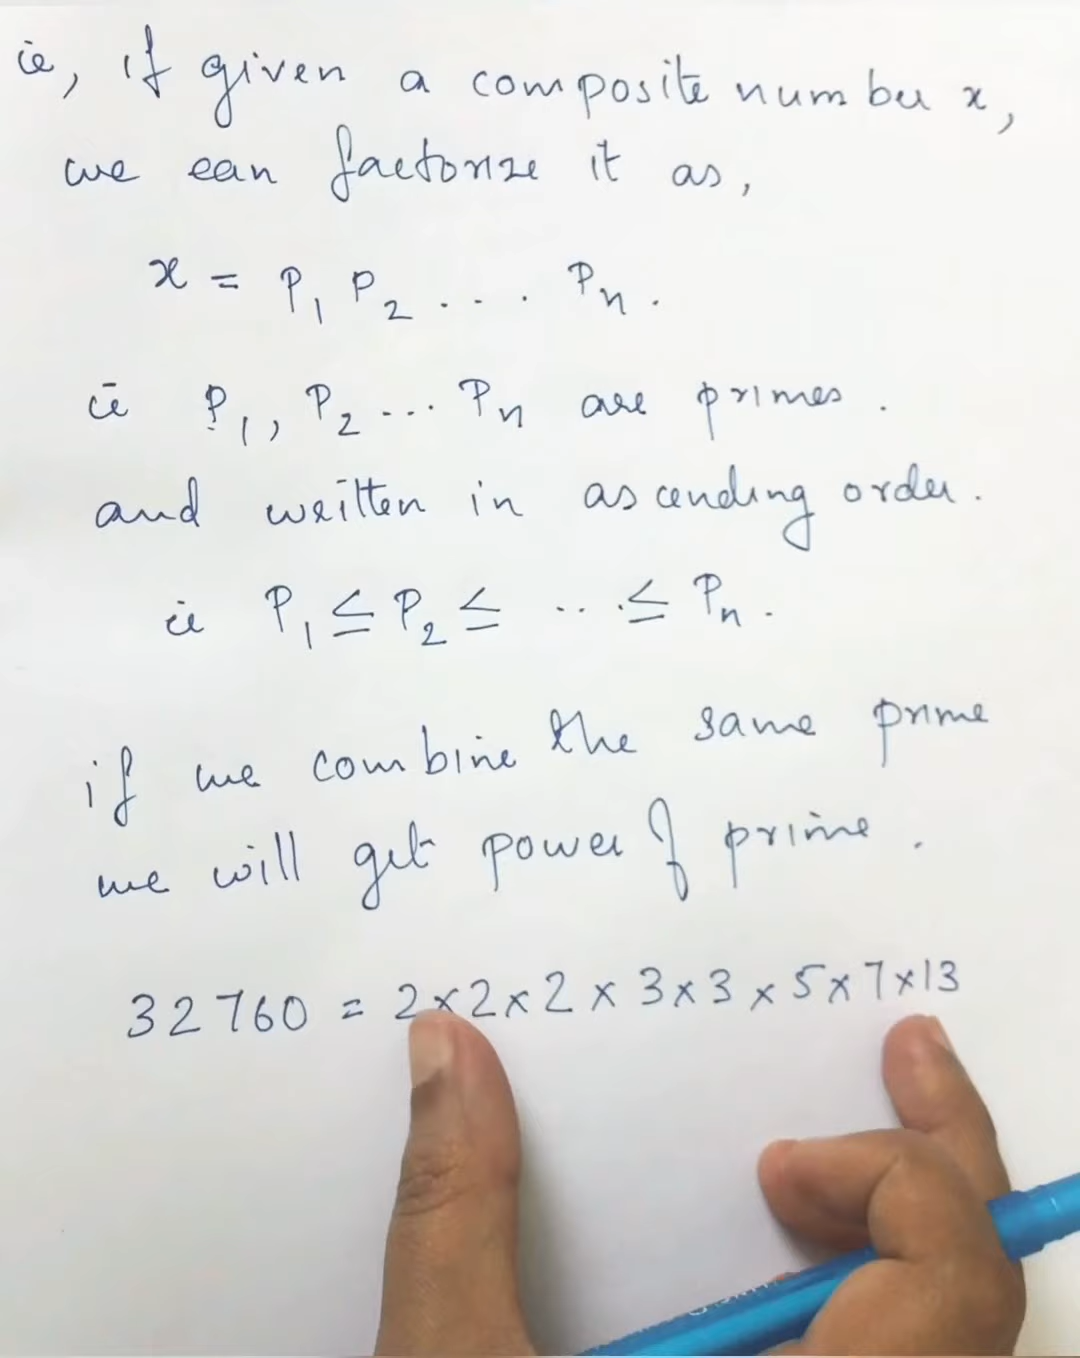 ie, if given a composite number x,
we can factorize it as,
x = P₁ P₂ . . . Pₙ.
ie P₁, P₂ ... Pₙ are primes.
and written in ascending order.
ie P₁ ≤ P₂ ≤ ... ≤ Pₙ.
if we combine the same prime
we will get power of prime.
32760 = 2×2×2 × 3×3 × 5×7×13